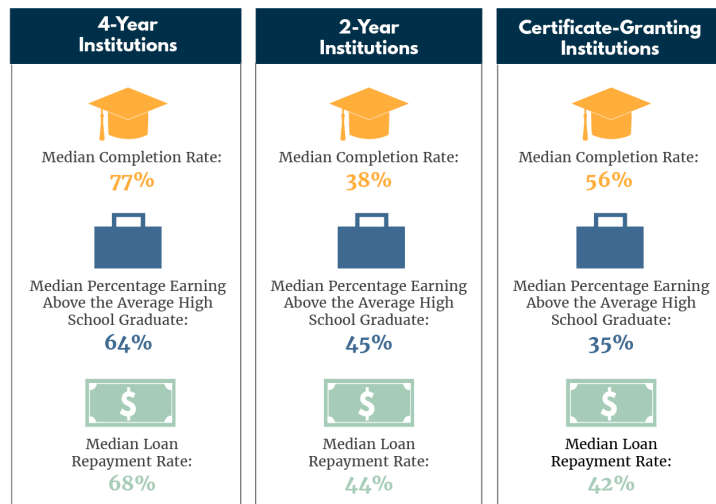 4-Year
Institutions
Median Completion Rate:
77%
Median Percentage Earning
Above the Average High
School Graduate:
64%
$
Median Loan
Repayment Rate:
68%
2-Year
Institutions
Median Completion Rate:
38%
Median Percentage Earning
Above the Average High
School Graduate:
45%
$
Median Loan
Repayment Rate:
44%
Certificate-Granting
Institutions
Median Completion Rate:
56%
Median Percentage Earning
Above the Average High
School Graduate:
35%
$
Median Loan
Repayment Rate:
42%